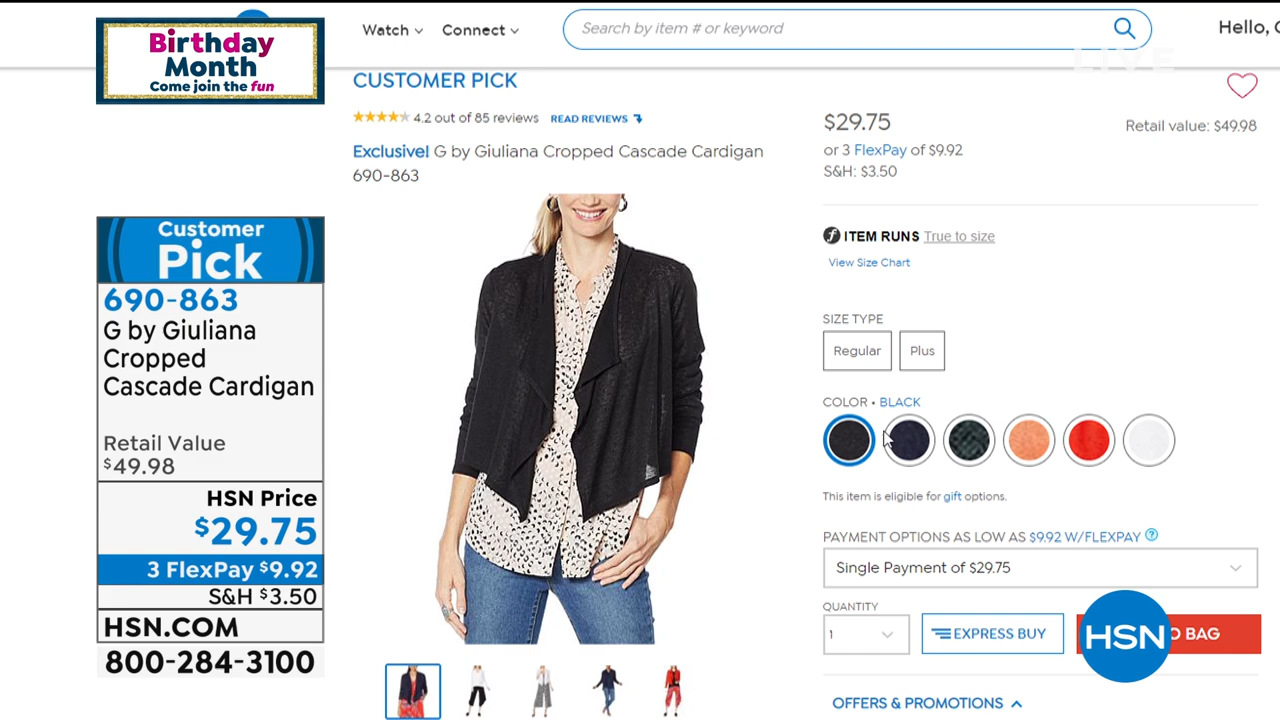 Birthday
Month
Come join the fun
Watch
Connect
Search by item # or keyword
Hello,
LIVE
CUSTOMER PICK
4.2 out of 85 reviews READ REVIEWS
Exclusive! G by Giuliana Cropped Cascade Cardigan
690-863
$29.75
Retail value: $49.98
or 3 FlexPay of $9.92
S&H: $3.50
ITEM RUNS True to size
View Size Chart
SIZE TYPE
Regular
Plus
COLOR • BLACK
This item is eligible for gift options.
PAYMENT OPTIONS AS LOW AS $9.92 W/FLEXPAY ?
Single Payment of $29.75
QUANTITY
1
EXPRESS BUY
O BAG
HSN
OFFERS & PROMOTIONS
Customer
Pick
690-863
G by Giuliana
Cropped
Cascade Cardigan
Retail Value
$49.98
HSN Price
$29.75
3 FlexPay $9.92
S&H $3.50
HSN.COM
800-284-3100